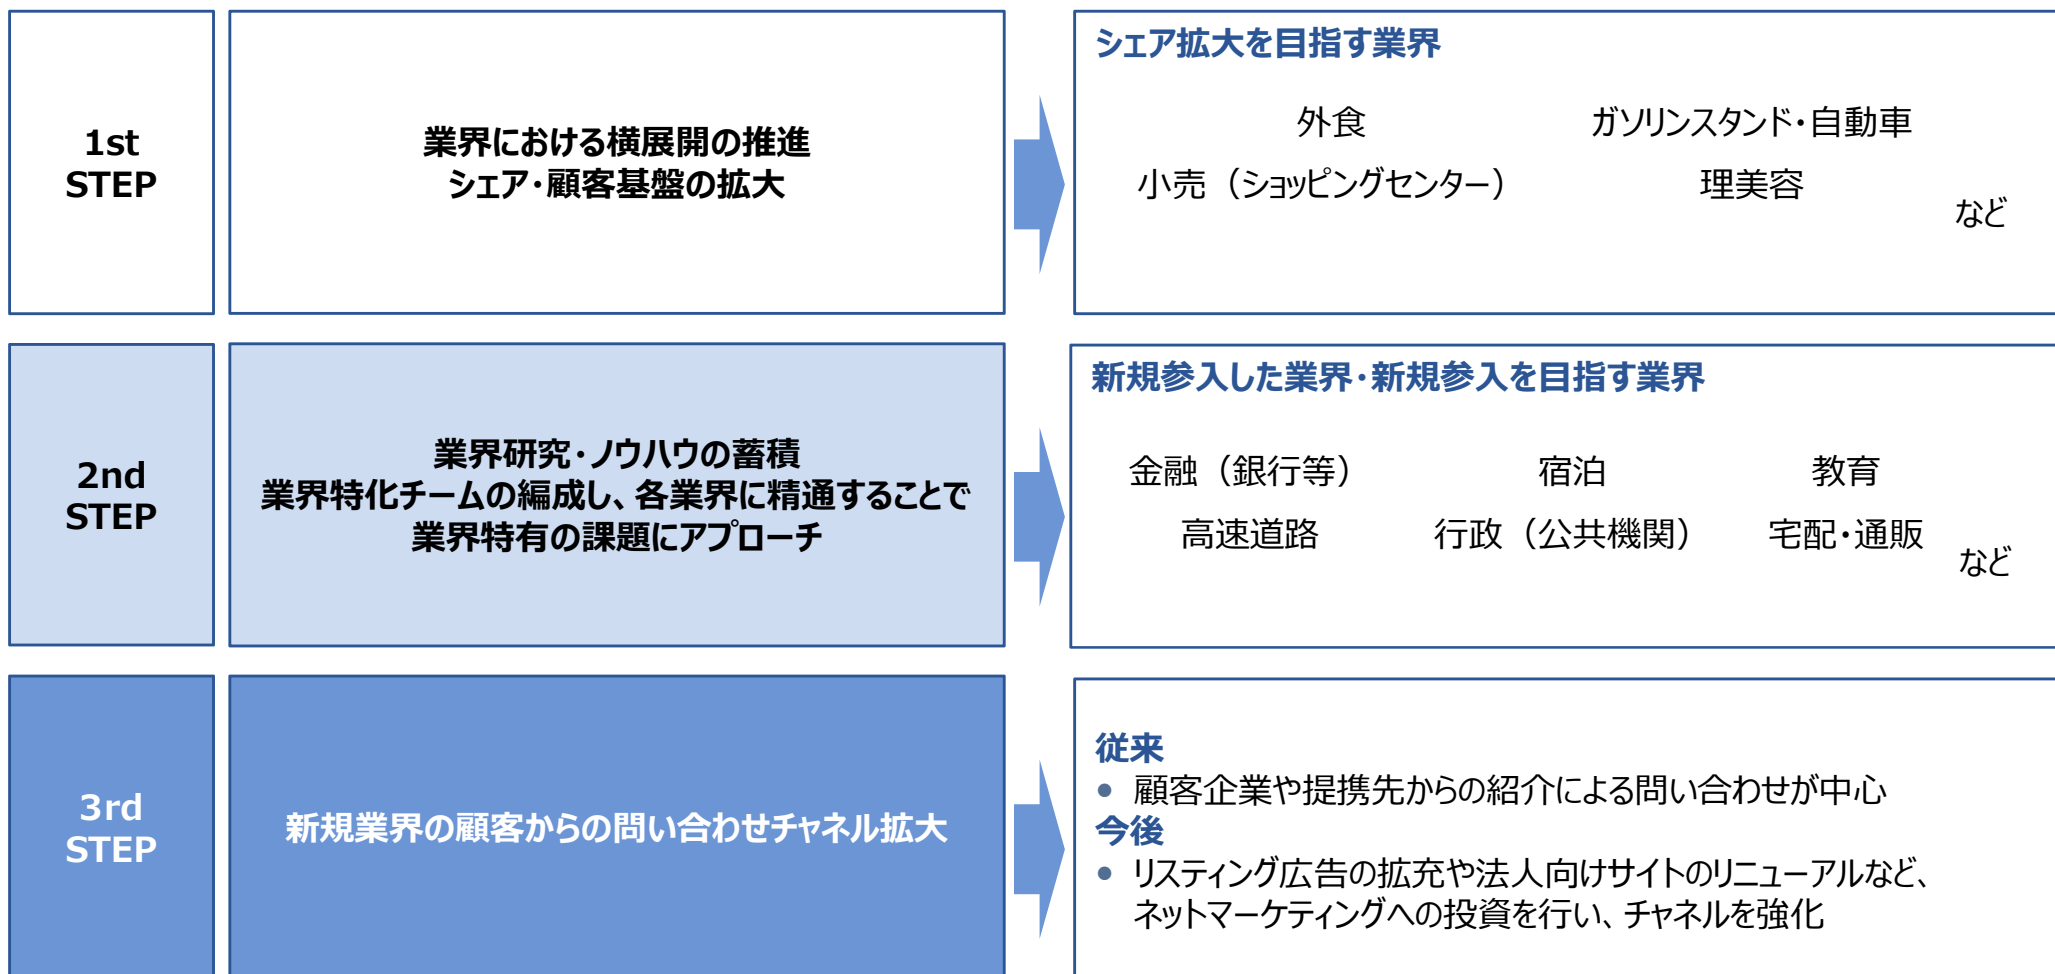 1st
STEP
業界における横展開の推進
シェア・顧客基盤の拡大
シェア拡大を目指す業界
外食 ガソリンスタンド・自動車
小売（ショッピングセンター） 理美容
など
2nd
STEP
業界研究・ノウハウの蓄積
業界特化チームの編成し、各業界に精通することで
業界特有の課題にアプローチ
新規参入した業界・新規参入を目指す業界
金融（銀行等） 宿泊 教育
高速道路 行政（公共機関） 宅配・通販
など
3rd
STEP
新規業界の顧客からの問い合わせチャネル拡大
従来
• 顧客企業や提携先からの紹介による問い合わせが中心
今後
• リスティング広告の拡充や法人向けサイトのリニューアルなど、
ネットマーケティングへの投資を行い、チャネルを強化